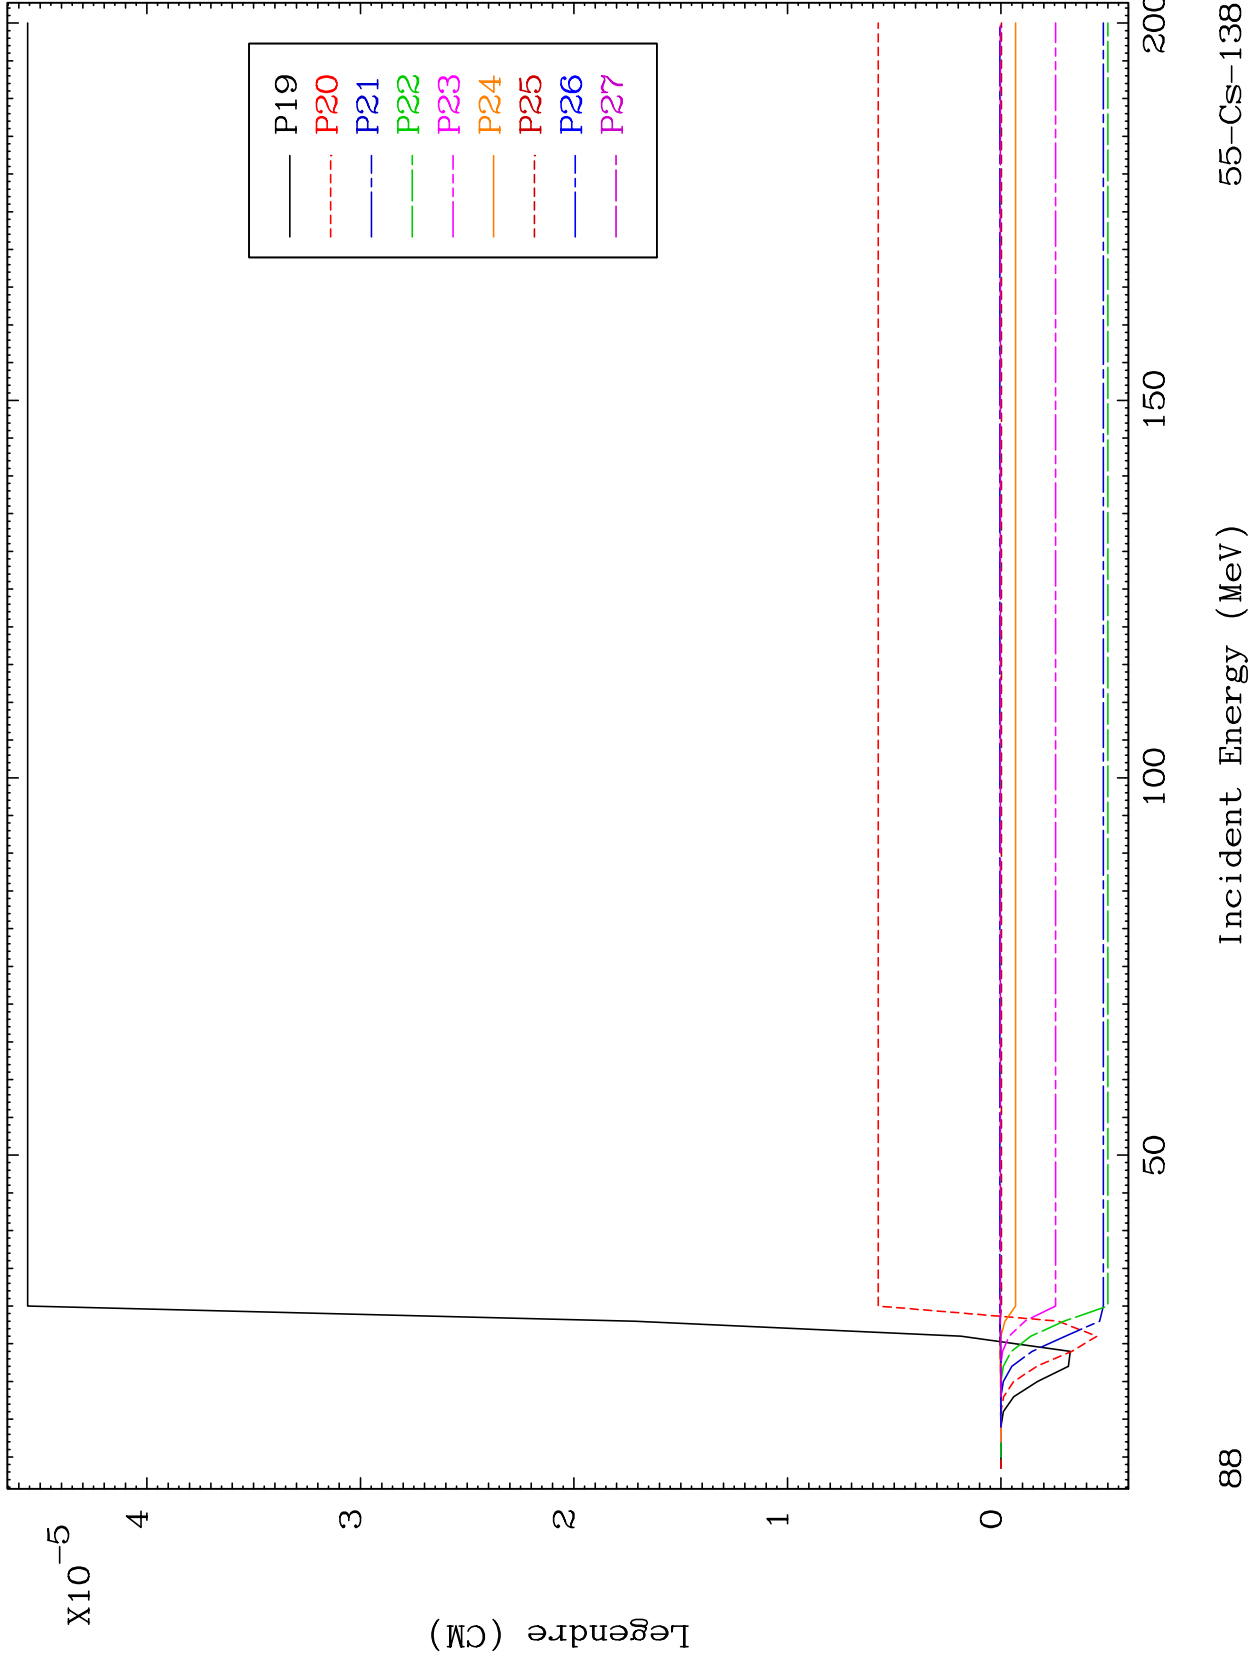 X10
-5
4
3
2
1
0
Legendre (CM)
P19
P20
P21
P22
P23
P24
P25
P26
P27
50
100
150
200
Incident Energy (MeV)
88
55-Cs-138